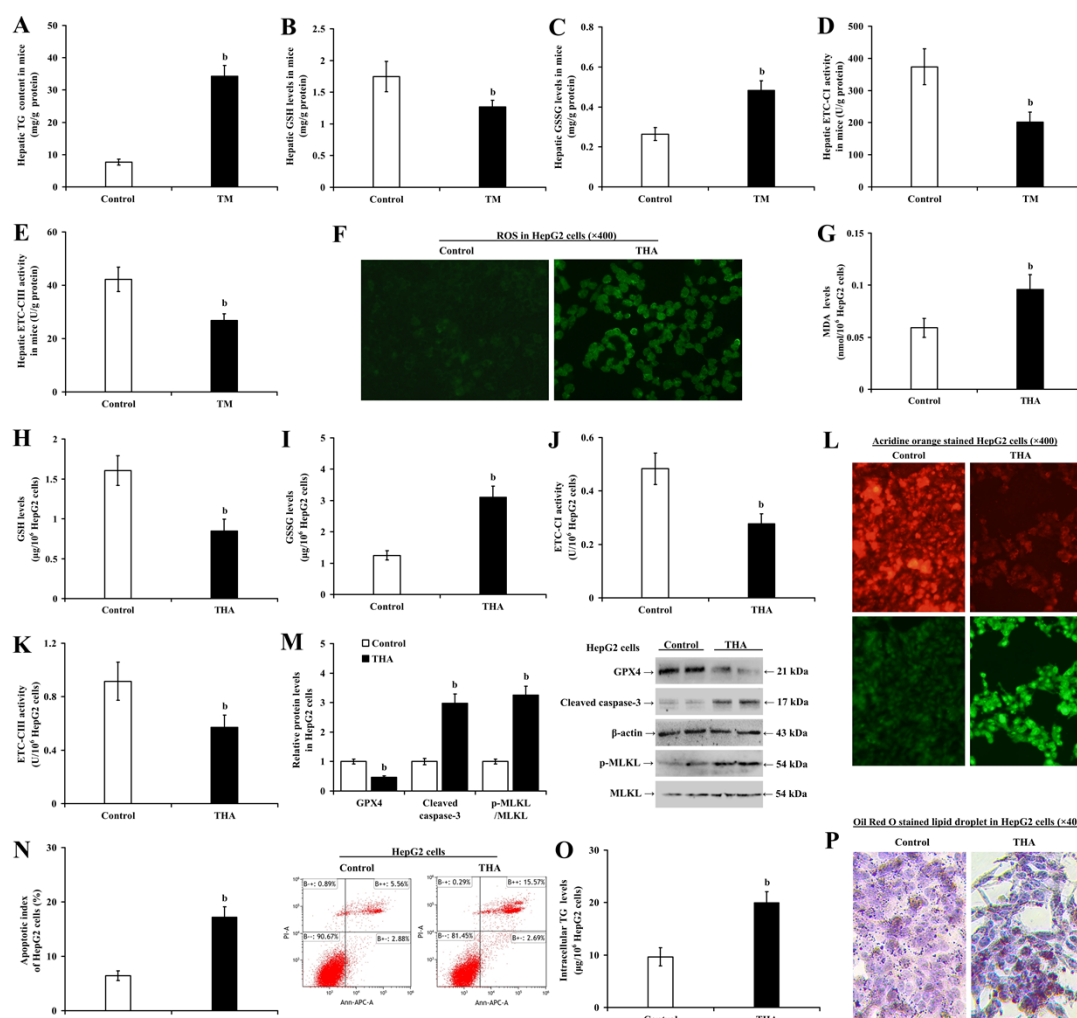 A
Hepatic TG content in mice
(mg/g protein)
50
40
30
20
10
0
b
Control
TM
B
Hepatic GSH levels in mice
(mg/g protein)
2.5
2
1.5
1
0.5
0
b
Control
TM
C
Hepatic GSSG levels in mice
(mg/g protein)
0.8
0.6
0.4
0.2
0
b
Control
TM
D
Hepatic ETC-CI activity
in mice (U/g protein)
500
400
300
200
100
0
b
Control
TM
E
Hepatic ETC-CIII activity
in mice (U/g protein)
60
40
20
0
b
Control
TM
F
ROS in HepG2 cells (×400)
Control
THA
G
MDA levels
(nmol/10⁶ HepG2 cells)
0.15
0.1
0.05
0
b
Control
THA
H
GSH levels
(μg/10⁶ HepG2 cells)
2
1.5
1
0.5
0
b
Control
THA
I
GSSG levels
(μg/10⁶ HepG2 cells)
6
5
4
3
2
1
0
b
Control
THA
J
ETC-CI activity
(U/10⁶ HepG2 cells)
0.6
0.4
0.2
0
b
Control
THA
L
Acridine orange stained HepG2 cells (×400)
Control
THA
K
ETC-CIII activity
(U/10⁶ HepG2 cells)
1.2
0.9
0.6
0.3
0
b
Control
THA
M
Control
THA
Relative protein levels
in HepG2 cells
5
4
3
2
1
0
b
b
b
GPX4
Cleaved
caspase-3
p-MLKL
/MLKL
HepG2 cells
Control
THA
GPX4→
←21 kDa
Cleaved caspase-3→
←17 kDa
β-actin→
←43 kDa
p-MLKL→
←54 kDa
MLKL→
←54 kDa
N
Apoptotic index
of HepG2 cells (%)
30
20
10
0
b
HepG2 cells
Control
THA
B-+: 0.89%
B++: 5.56%
B--: 90.67%
B+-: 2.88%
PI-A
Ann-APC-A
B-+: 0.29%
B++: 15.57%
B--: 81.45%
B+-: 2.69%
PI-A
Ann-APC-A
O
Intracellular TG levels
(μg/10⁶ HepG2 cells)
30
20
10
0
b
Control
THA
P
Oil Red O stained lipid droplet in HepG2 cells (×40
Control
THA